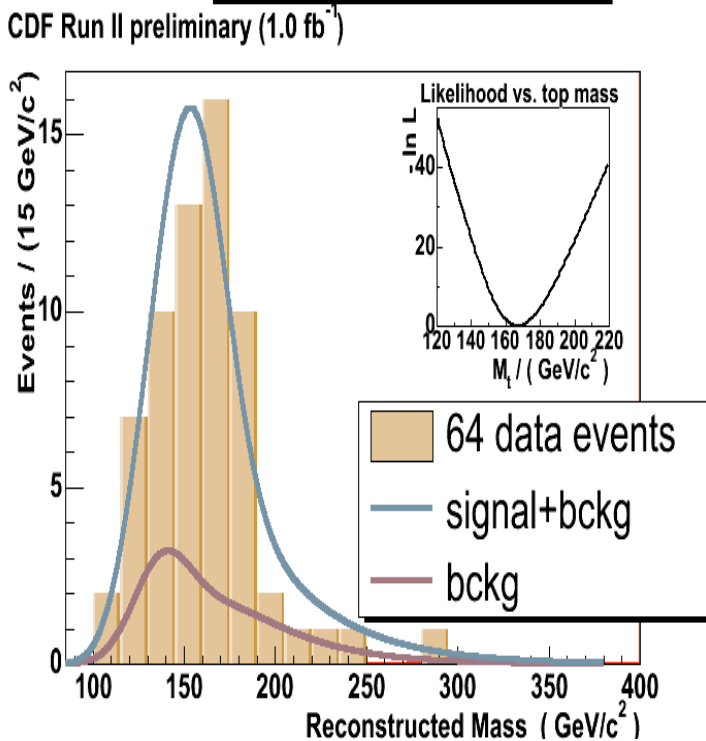 CDF Run II preliminary (1.0 fb⁻¹)
Events / (15 GeV/c²)
15
10
5
0
100
150
200
250
300
350
400
Reconstructed Mass ( GeV/c²)
Likelihood vs. top mass
- ln L
40
20
0
120 140 160 180 200 220
Mₜ / ( GeV/c²)
64 data events
signal+bckg
bckg